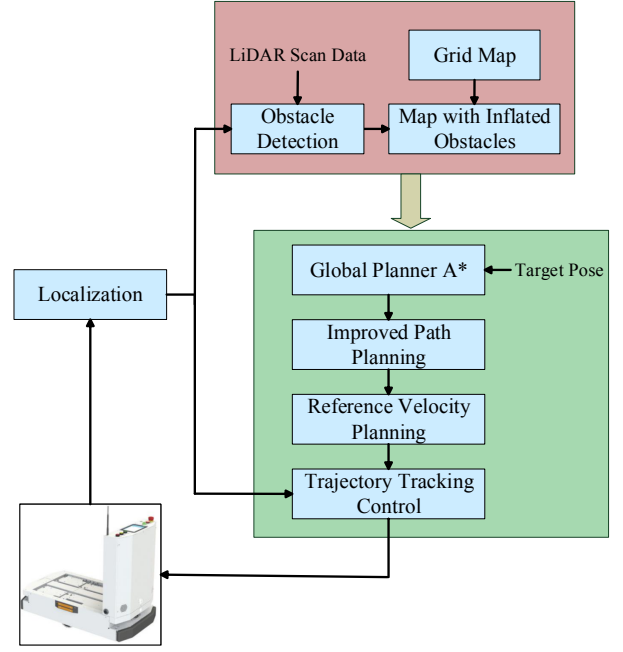 LiDAR Scan Data
Grid Map
Obstacle
Detection
Map with Inflated
Obstacles
Global Planner A*
Target Pose
Localization
Improved Path
Planning
Reference Velocity
Planning
Trajectory Tracking
Control